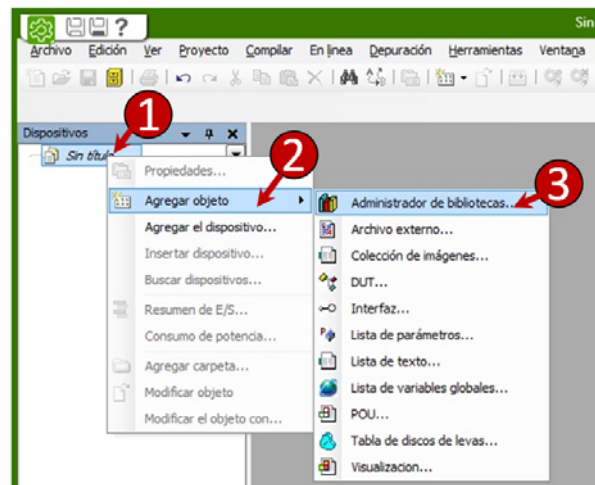 ?
Sin
Archivo Edición Ver Proyecto Compilar En línea Depuración Herramientas Ventana
Dispositivos
1
Sin título
2
3
Propiedades...
Agregar objeto
Agregar el dispositivo...
Insertar dispositivo...
Buscar dispositivos...
Resumen de E/S...
Consumo de potencia...
Agregar carpeta...
Modificar objeto
Modificar el objeto con...
Administrador de bibliotecas...
Archivo externo...
Colección de imágenes...
DUT...
Interfaz...
Lista de parámetros...
Lista de texto...
Lista de variables globales...
POU...
Tabla de discos de levas...
Visualizacion...